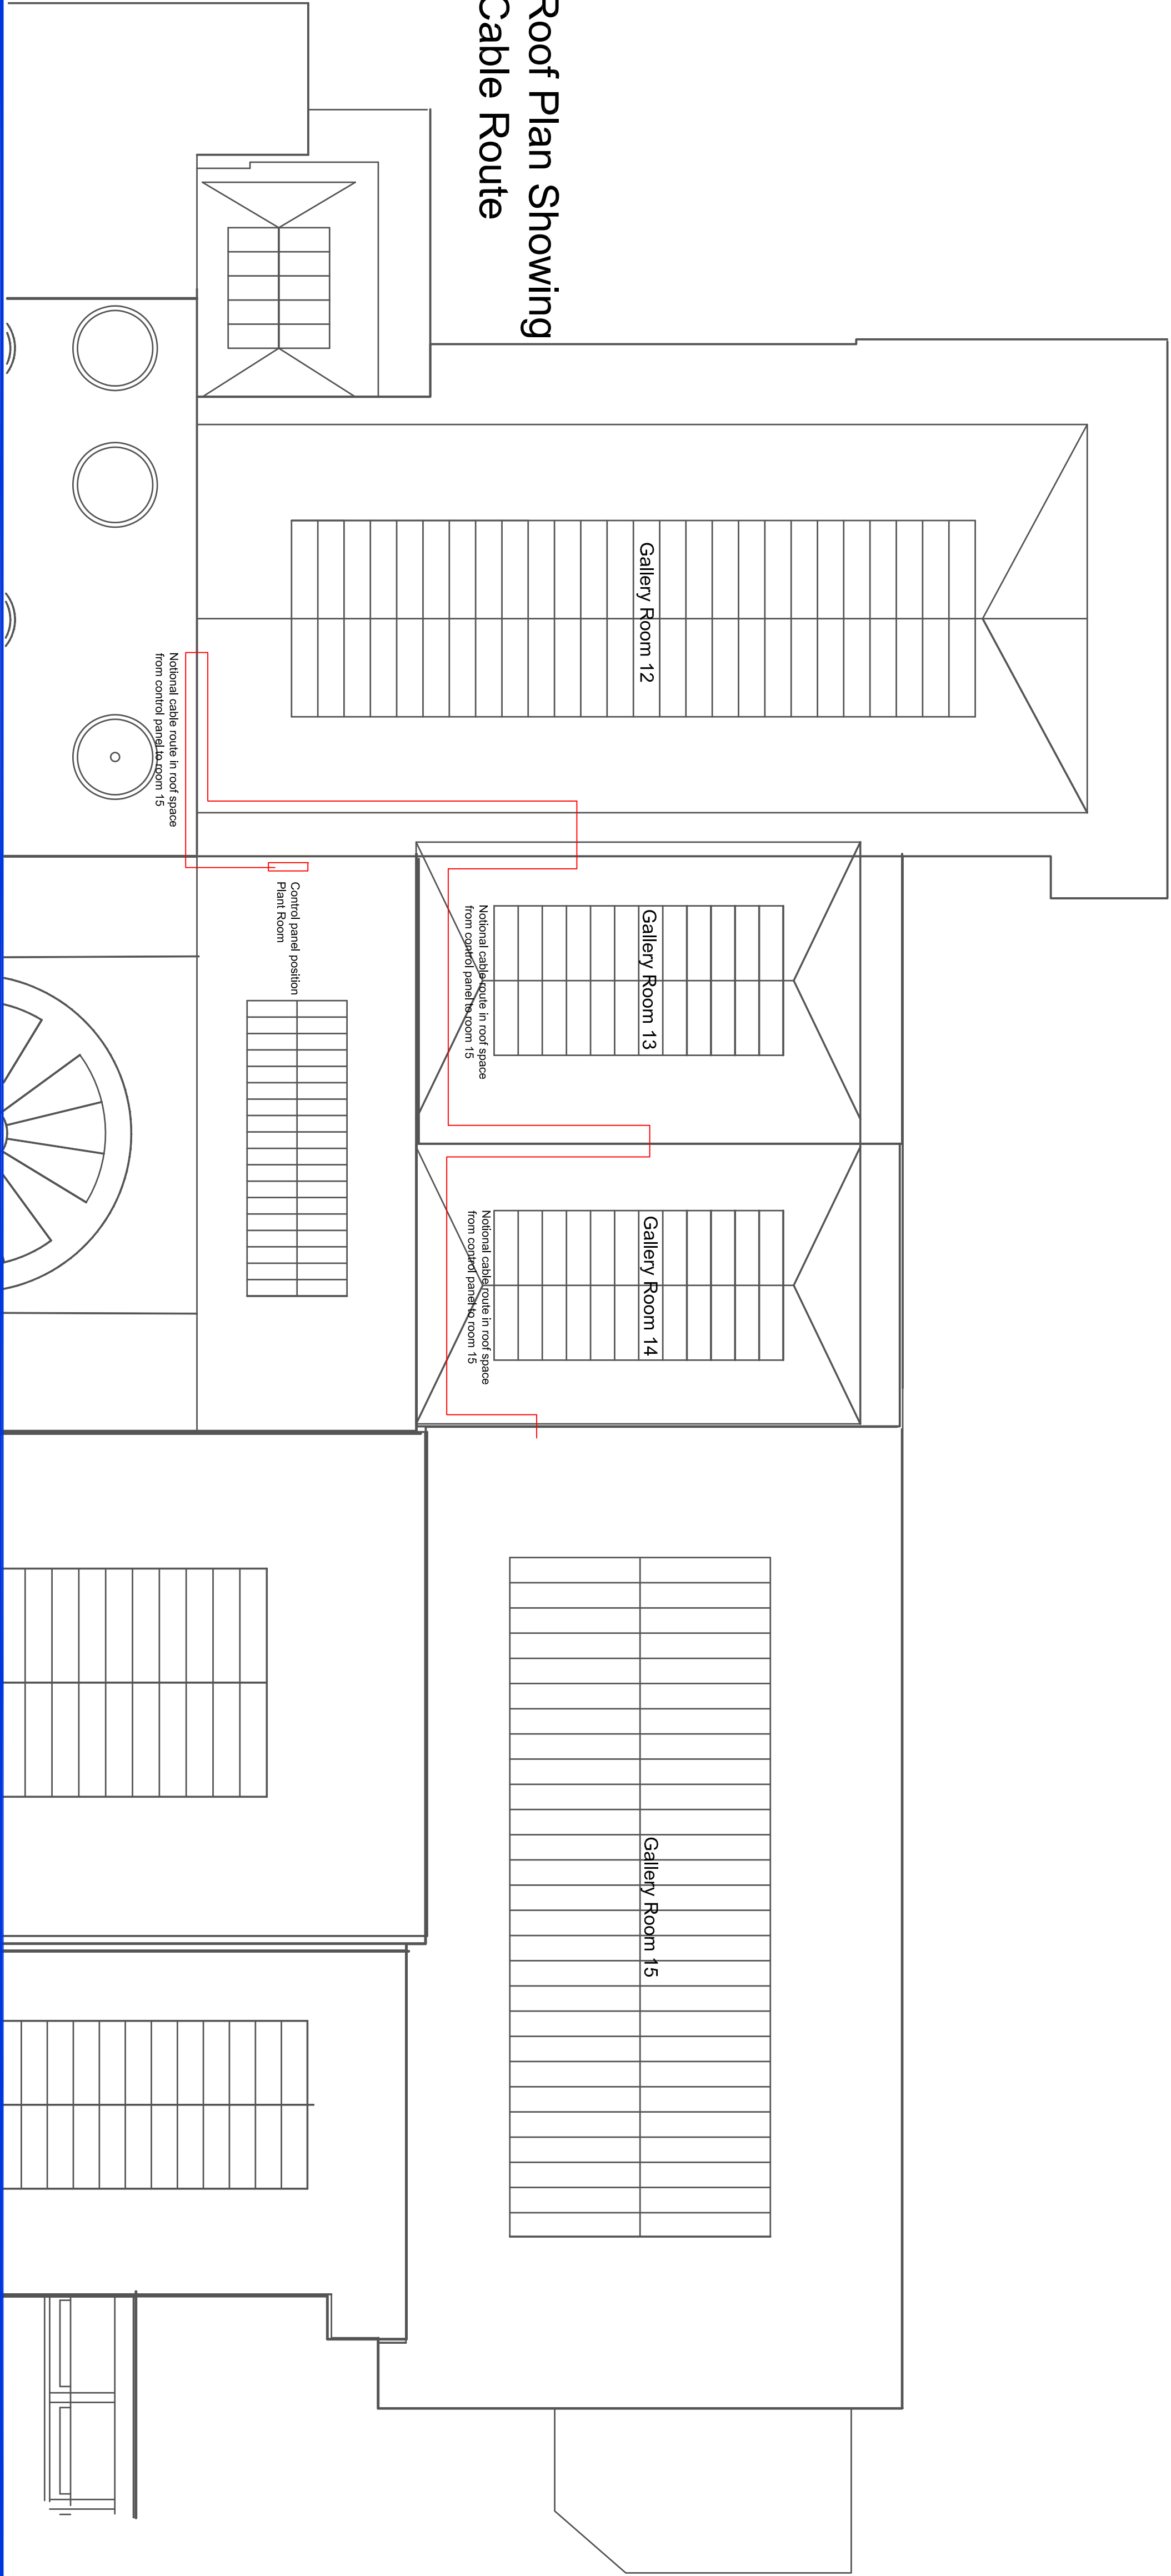 Roof Plan Showing
Cable Route
Gallery Room 12
Notional cable route in roof space
from control panel to room 15
Control panel position
Plant Room
Gallery Room 13
Notional cable route in roof space
from control panel to room 15
Gallery Room 14
Notional cable route in roof space
from control panel to room 15
Gallery Room 15